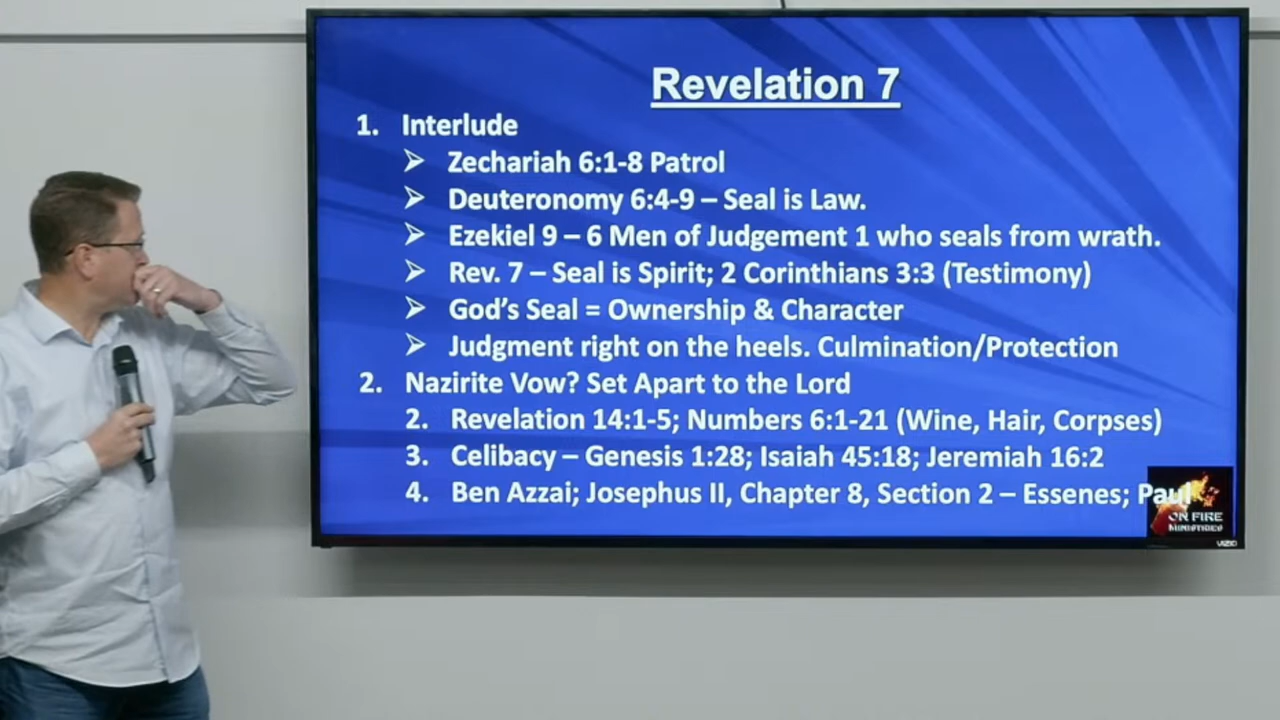 Revelation 7
1. Interlude
➢ Zechariah 6:1-8 Patrol
➢ Deuteronomy 6:4-9 – Seal is Law.
➢ Ezekiel 9 – 6 Men of Judgement 1 who seals from wrath.
➢ Rev. 7 – Seal is Spirit; 2 Corinthians 3:3 (Testimony)
➢ God's Seal = Ownership & Character
➢ Judgment right on the heels. Culmination/Protection
2. Nazirite Vow? Set Apart to the Lord
2. Revelation 14:1-5; Numbers 6:1-21 (Wine, Hair, Corpses)
3. Celibacy – Genesis 1:28; Isaiah 45:18; Jeremiah 16:2
4. Ben Azzai; Josephus II, Chapter 8, Section 2 – Essenes; Paul
ON FIRE
MINISTRIES
VIZIO